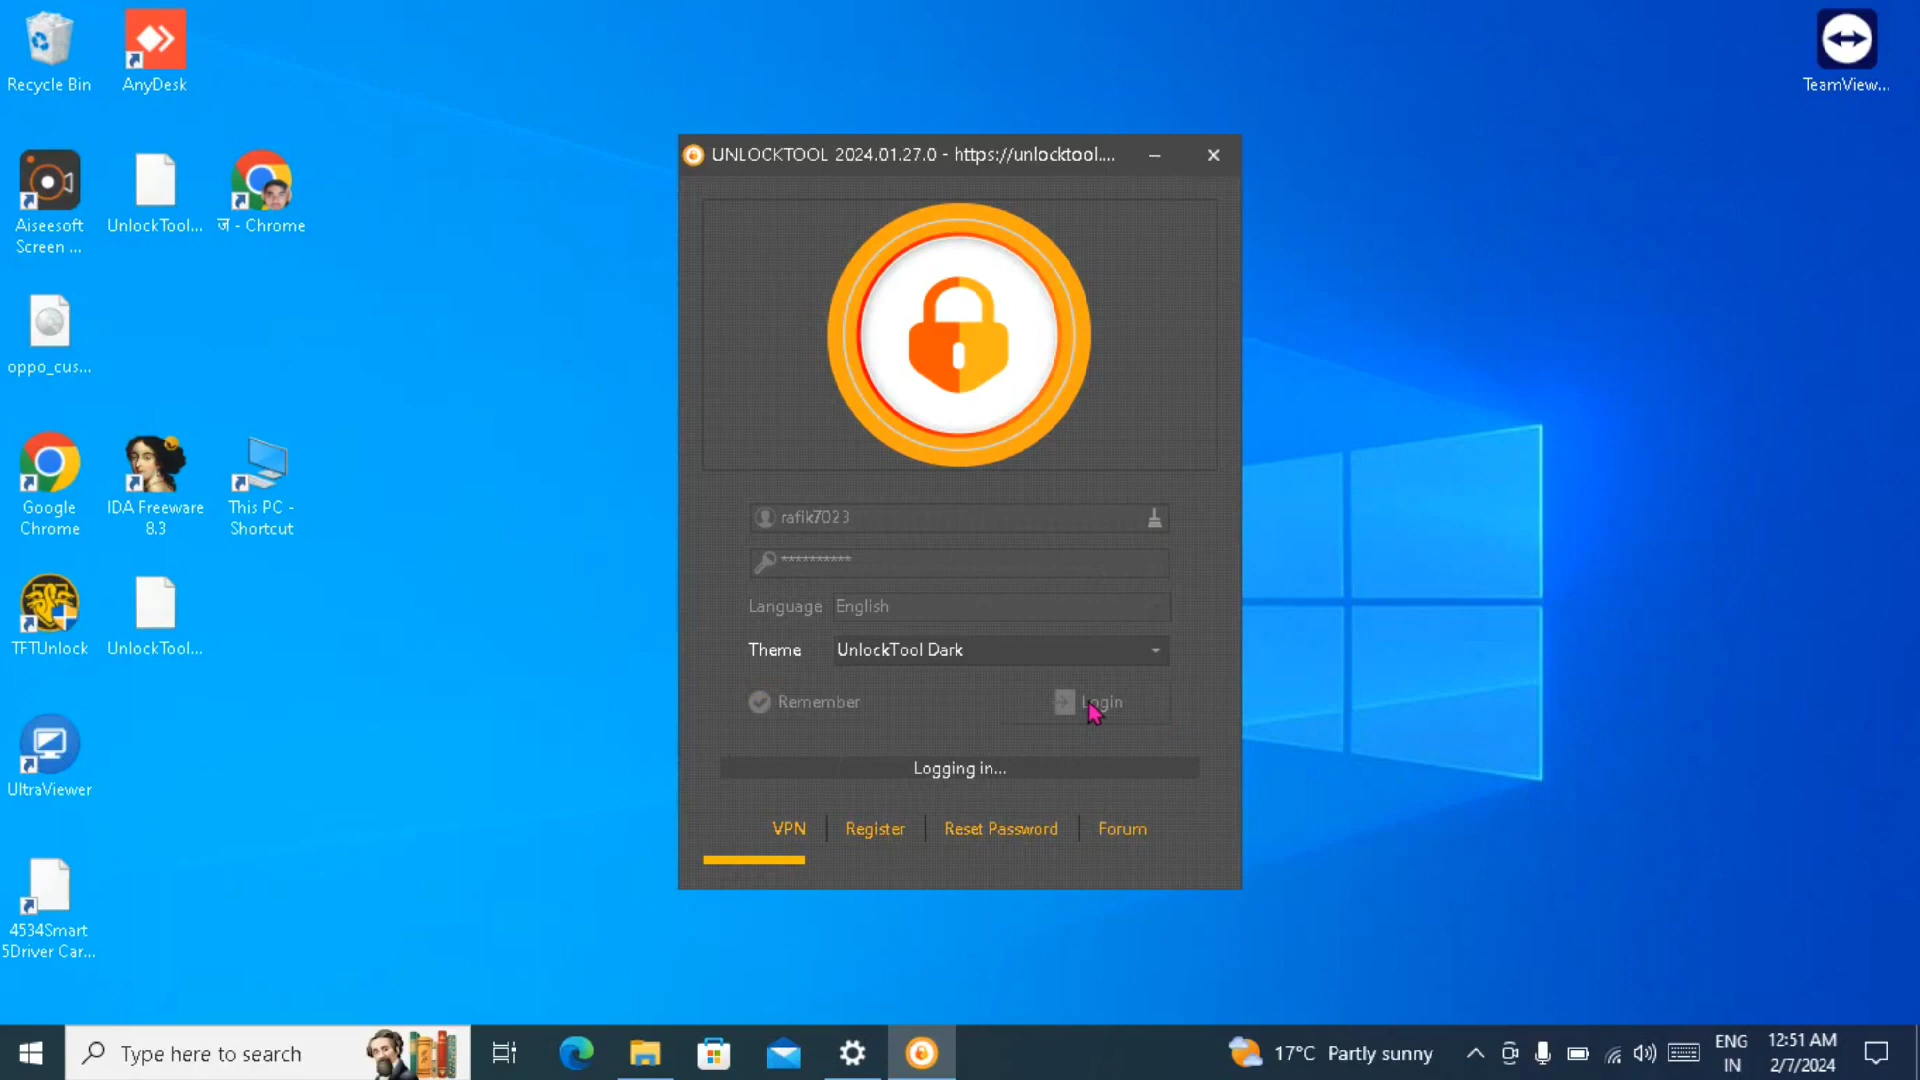 Recycle Bin
AnyDesk
TeamView...
Aiseesoft
Screen ...
UnlockTool...
ज - Chrome
oppo_cus...
Google
Chrome
IDA Freeware
8.3
This PC -
Shortcut
TFTUnlock
UnlockTool...
UltraViewer
4534Smart
5Driver Car...
UNLOCKTOOL 2024.01.27.0 - https://unlocktool....
rafik7023
**********
Language English
Theme UnlockTool Dark
Remember
Login
Logging in...
VPN
Register
Reset Password
Forum
Type here to search
17°C Partly sunny
ENG
IN
12:51 AM
2/7/2024